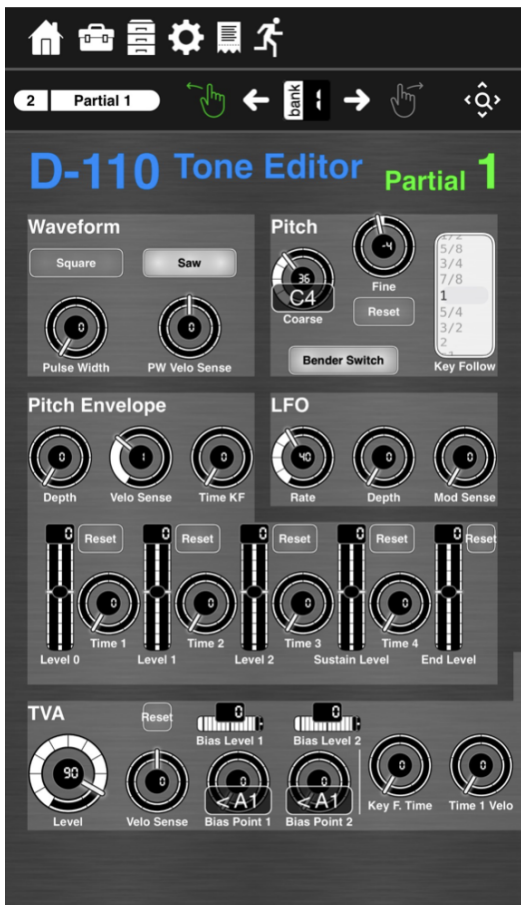 2 Partial 1
bank 1
D-110 Tone Editor Partial 1
Waveform
Square Saw
0 0
Pulse Width PW Velo Sense
Pitch
36
C4
Coarse
-4
Fine
Reset
Bender Switch
1/2
5/8
3/4
7/8
1
5/4
3/2
2
Key Follow
Pitch Envelope
0 1 0
Depth Velo Sense Time KF
LFO
40 0 0
Rate Depth Mod Sense
0 Reset 0 Reset 0 Reset 0 Reset 0 Reset
0 0 0 0
Time 1 Time 2 Time 3 Time 4
Level 0 Level 1 Level 2 Sustain Level End Level
TVA
Reset
0 0
Bias Level 1 Bias Level 2
90 0 0 0 0 0
<A1 <A1
Key F. Time Time 1 Velo
Level Velo Sense Bias Point 1 Bias Point 2